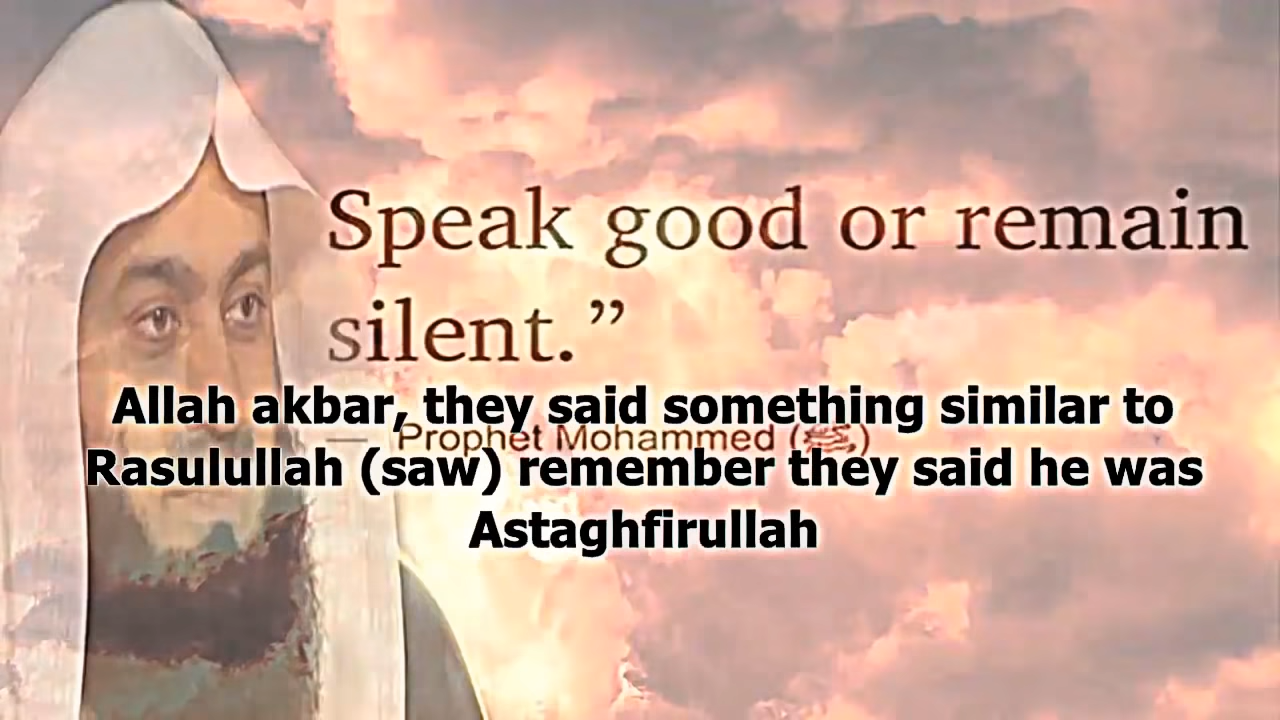 Speak good or remain
silent.”
Allah akbar, they said something similar to
— Prophet Mohammed (ﷺ)
Rasulullah (saw) remember they said he was
Astaghfirullah